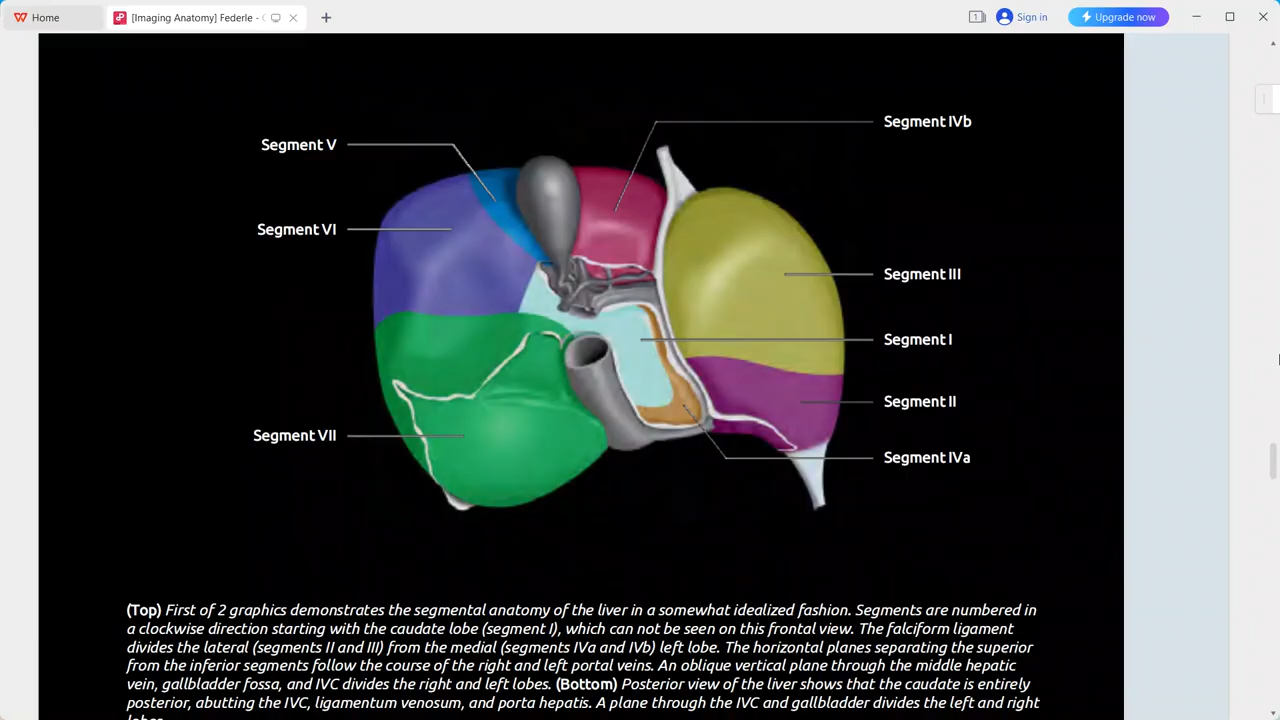 Home
[Imaging Anatomy] Federle -
1
Sign in
Upgrade now
Segment IVb
Segment V
Segment VI
Segment III
Segment I
Segment II
Segment VII
Segment IVa
(Top) First of 2 graphics demonstrates the segmental anatomy of the liver in a somewhat idealized fashion. Segments are numbered in
a clockwise direction starting with the caudate lobe (segment I), which can not be seen on this frontal view. The falciform ligament
divides the lateral (segments II and III) from the medial (segments IVa and IVb) left lobe. The horizontal planes separating the superior
from the inferior segments follow the course of the right and left portal veins. An oblique vertical plane through the middle hepatic
vein, gallbladder fossa, and IVC divides the right and left lobes. (Bottom) Posterior view of the liver shows that the caudate is entirely
posterior, abutting the IVC, ligamentum venosum, and porta hepatis. A plane through the IVC and gallbladder divides the left and right